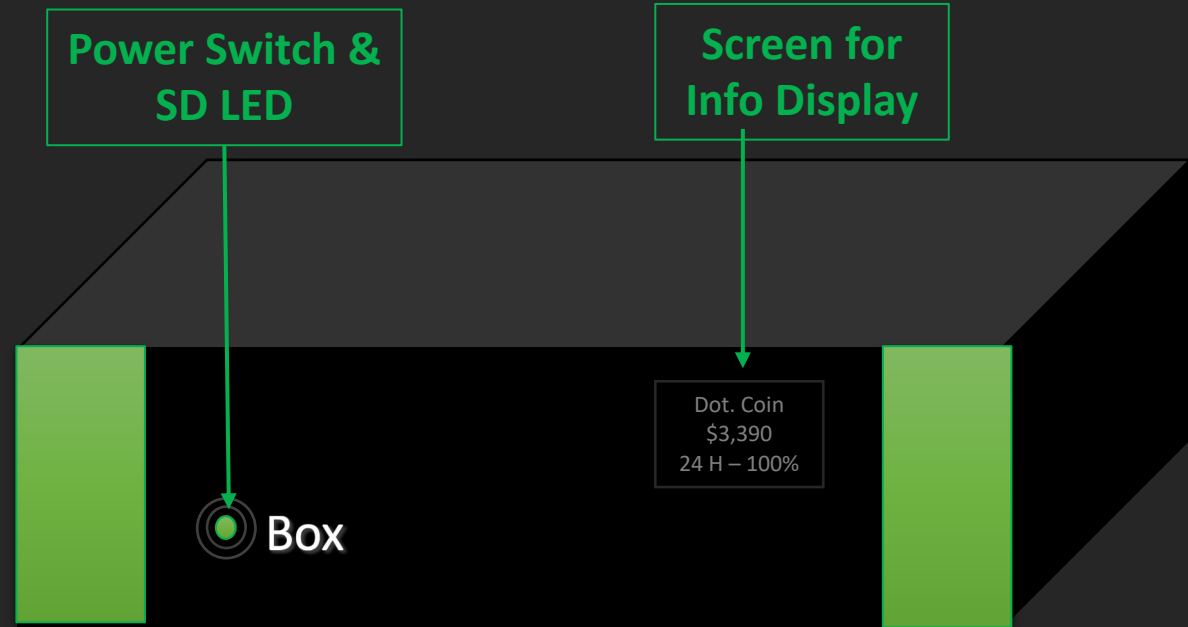 Power Switch &
SD LED
Screen for
Info Display
Dot. Coin
$3,390
24 H – 100%
Box